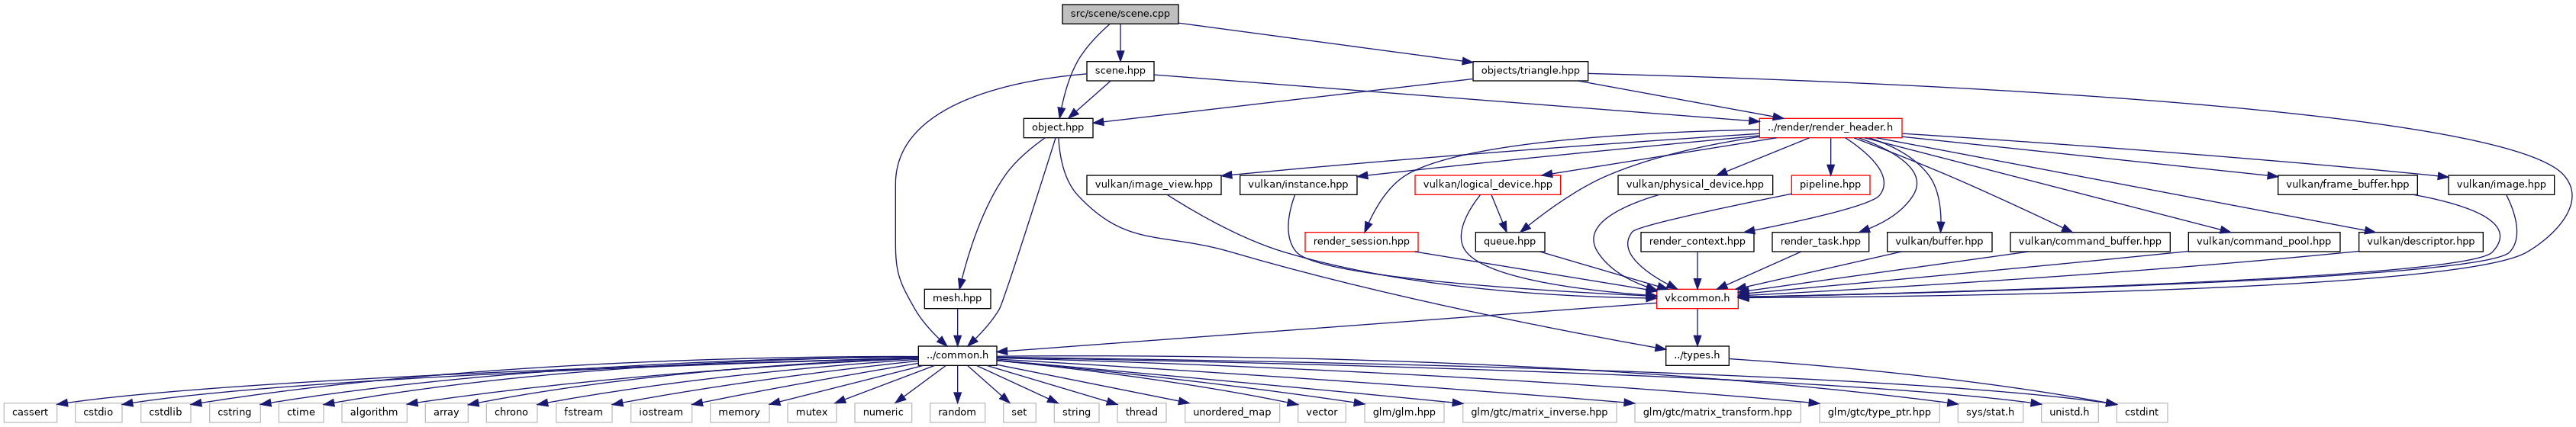 src/scene/scene.cpp
scene.hpp
objects/triangle.hpp
object.hpp
../render/render_header.h
vulkan/image_view.hpp
vulkan/instance.hpp
vulkan/logical_device.hpp
vulkan/physical_device.hpp
pipeline.hpp
vulkan/frame_buffer.hpp
vulkan/image.hpp
render_session.hpp
queue.hpp
render_context.hpp
render_task.hpp
vulkan/buffer.hpp
vulkan/command_buffer.hpp
vulkan/command_pool.hpp
vulkan/descriptor.hpp
mesh.hpp
vkcommon.h
../common.h
../types.h
cassert
cstdio
cstdlib
cstring
ctime
algorithm
array
chrono
fstream
iostream
memory
mutex
numeric
random
set
string
thread
unordered_map
vector
glm/glm.hpp
glm/gtc/matrix_inverse.hpp
glm/gtc/matrix_transform.hpp
glm/gtc/type_ptr.hpp
sys/stat.h
unistd.h
cstdint